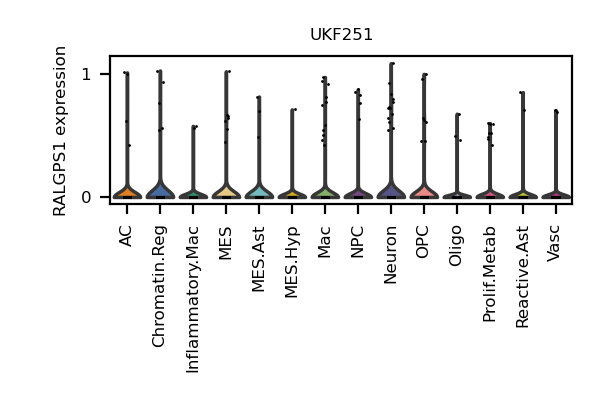 UKF251
RALGPS1 expression
1
0
AC
Chromatin.Reg
Inflammatory.Mac
MES
MES.Ast
MES.Hyp
Mac
NPC
Neuron
OPC
Oligo
Prolif.Metab
Reactive.Ast
Vasc